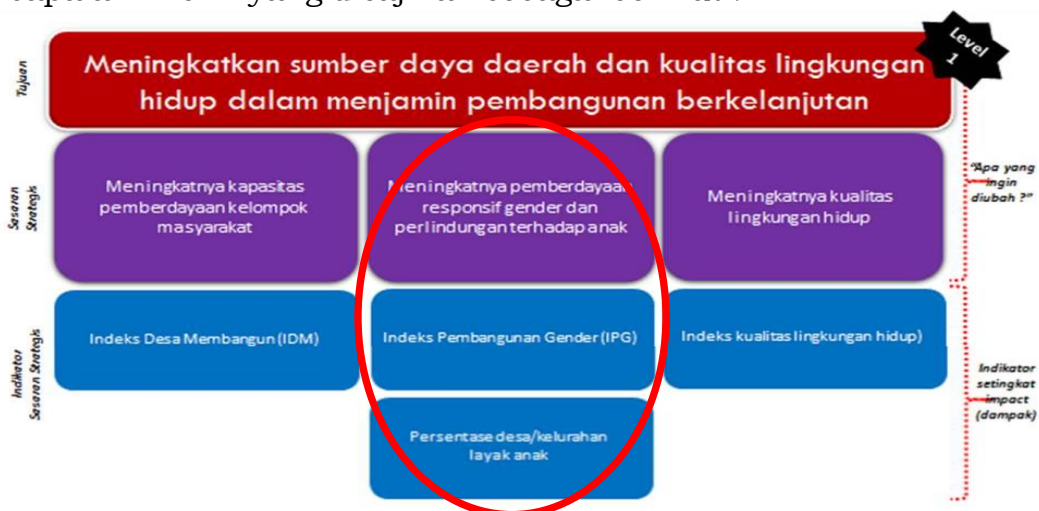 Level
1
Tujuan
Meningkatkan sumber daya daerah dan kualitas lingkungan
hidup dalam menjamin pembangunan berkelanjutan
Sasaran
Strategis
Meningkatnya kapasitas
pemberdayaan kelompok
masyarakat
Meningkatnya pemberdayaan
responsif gender dan
perlindungan terhadap anak
Meningkatnya kualitas
lingkungan hidup
"Apa yang
ingin
diubah ?"
Indikator
Sasaran Strategis
Indeks Desa Membangun (IDM)
Indeks Pembangunan Gender (IPG)
Indeks kualitas lingkungan hidup)
Persentase desa/kelurahan
layak anak
Indikator
setingkat
impact
(dampak)